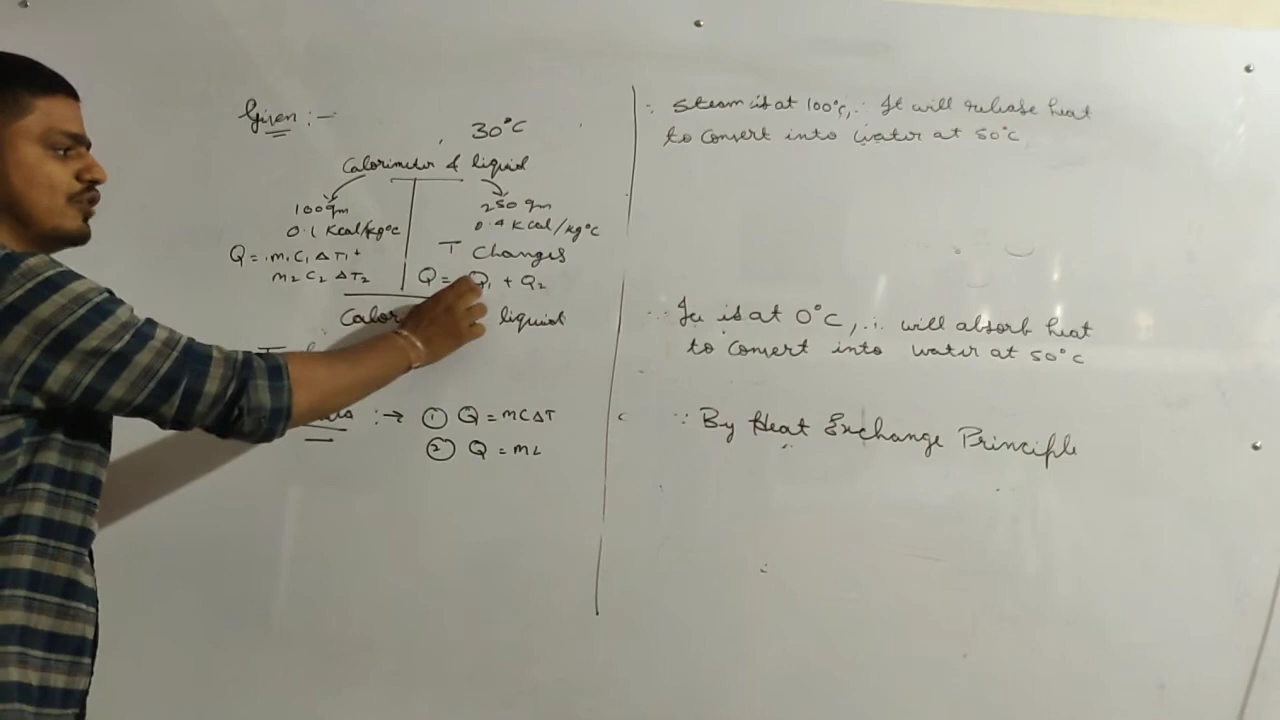 Given :-
30°C
Calorimeter & liquid
100gm
0.1 Kcal/kg°C
Q = m₁C₁ΔT₁ +
m₂C₂ΔT₂
250 gm
0.4 Kcal/kg°C
T Changes
Q = Q₁ + Q₂
Calor liquid
:→ ① Q = mCΔT
② Q = mL
∵ Steam is at 100°C, ∴ It will release heat
to convert into water at 50°C
∵ Ice is at 0°C, ∴ will absorb heat
to convert into water at 50°C
∵ By Heat Exchange Principle